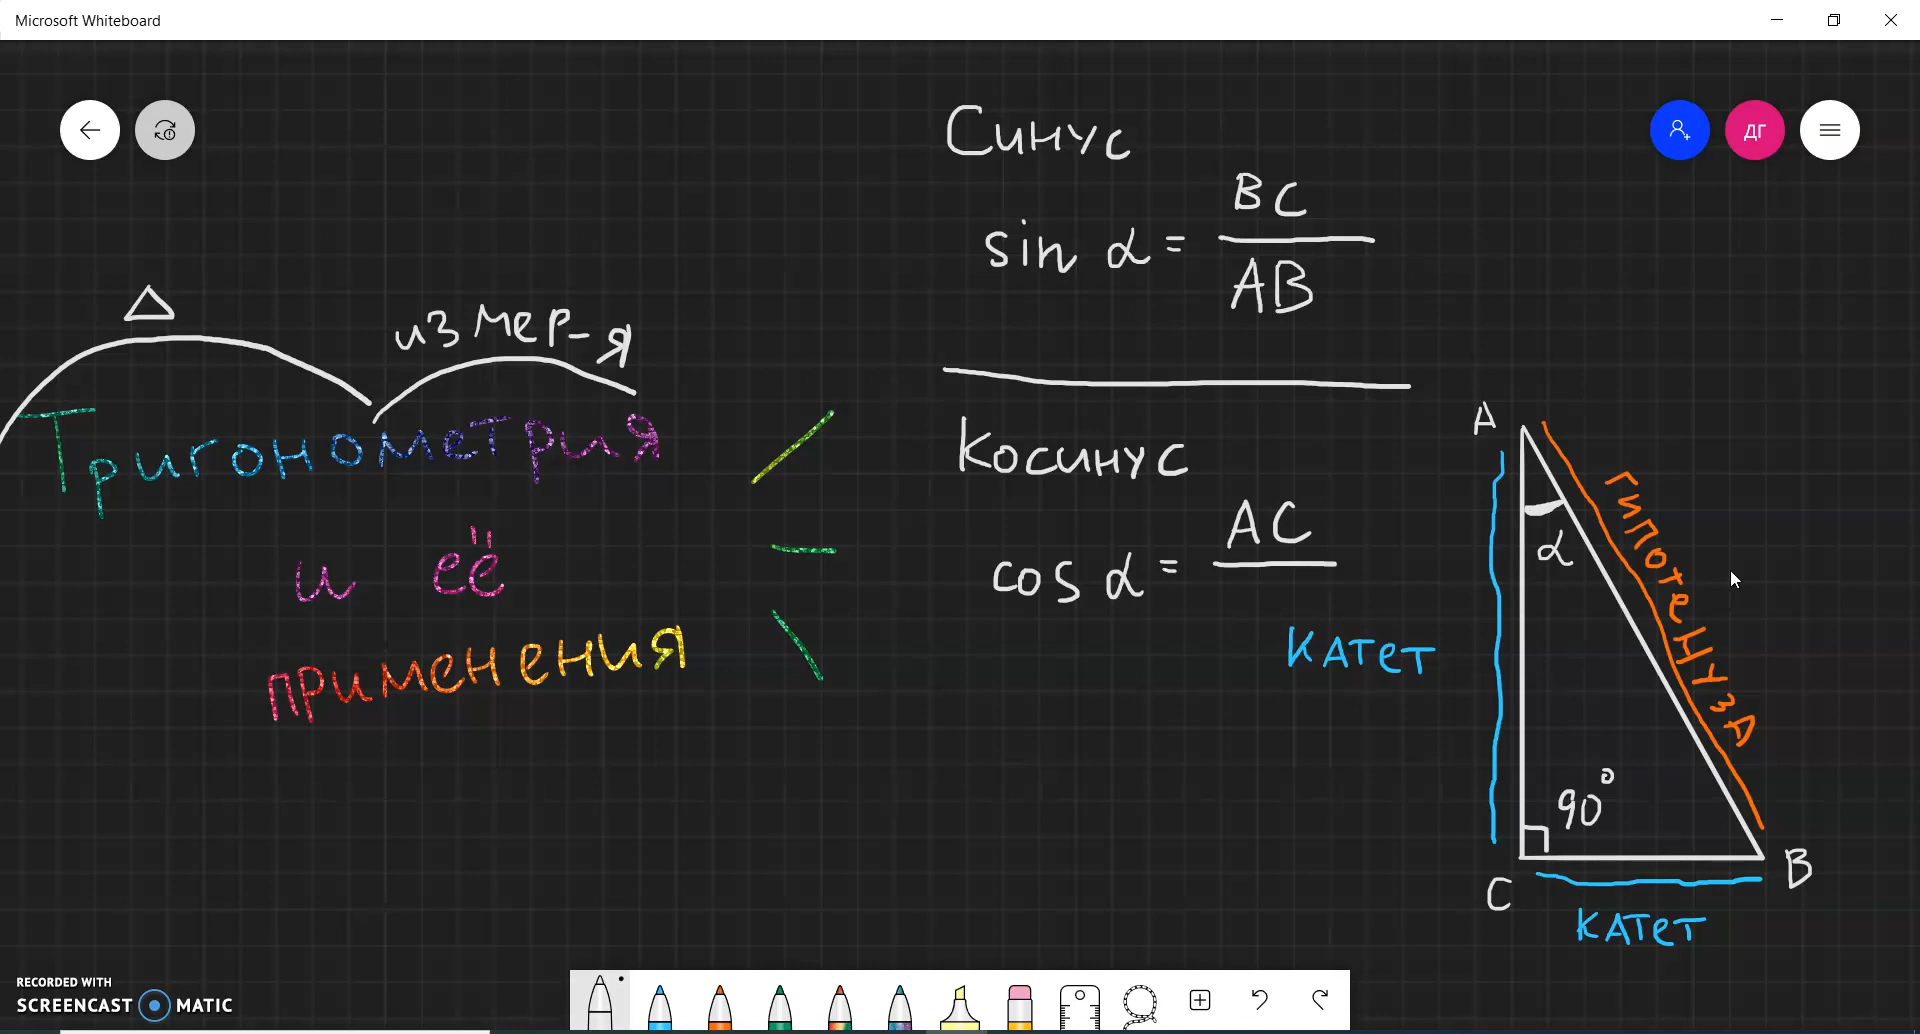 Microsoft Whiteboard
ДГ
Δ
измер-я
Тригонометрия
и её
применения
Синус
sin α = BC
AB
Косинус
cos α = AC
A
α
гипотенуза
катет
90°
C
B
катет
RECORDED WITH
SCREENCAST MATIC